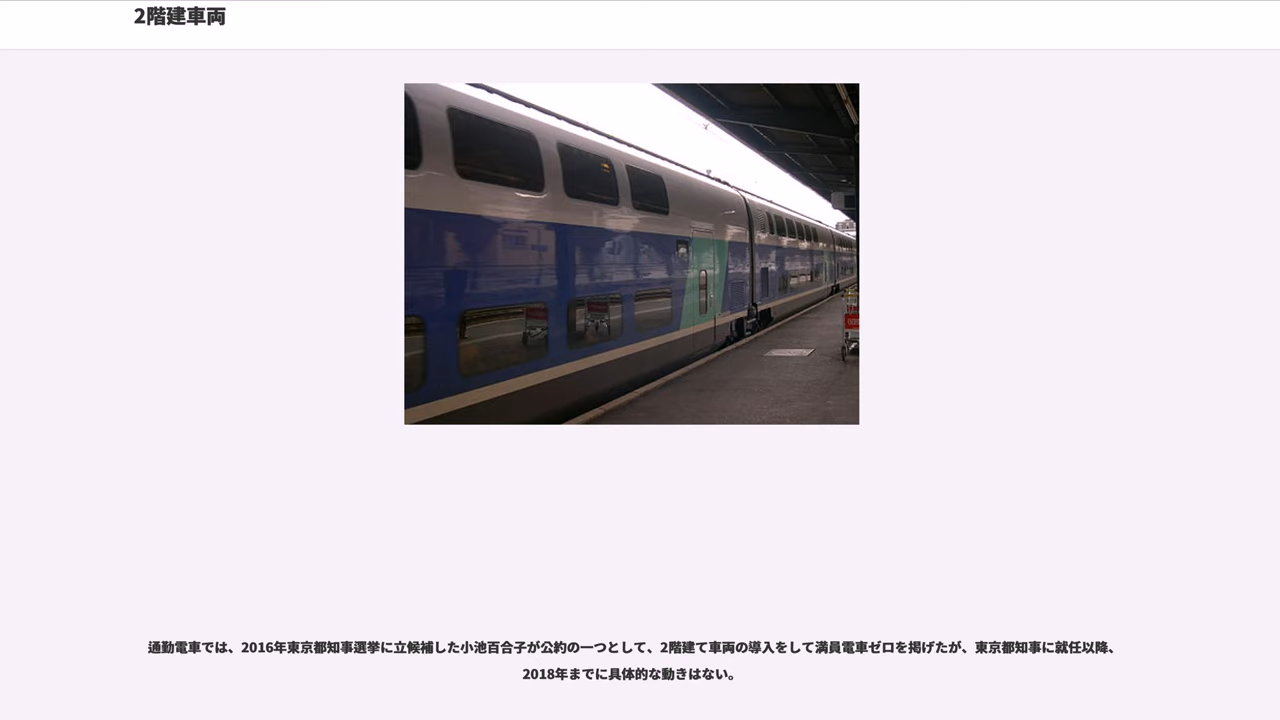 2階建車両
通勤電車では、2016年東京都知事選挙に立候補した小池百合子が公約の一つとして、2階建て車両の導入をして満員電車ゼロを掲げたが、東京都知事に就任以降、
2018年までに具体的な動きはない。